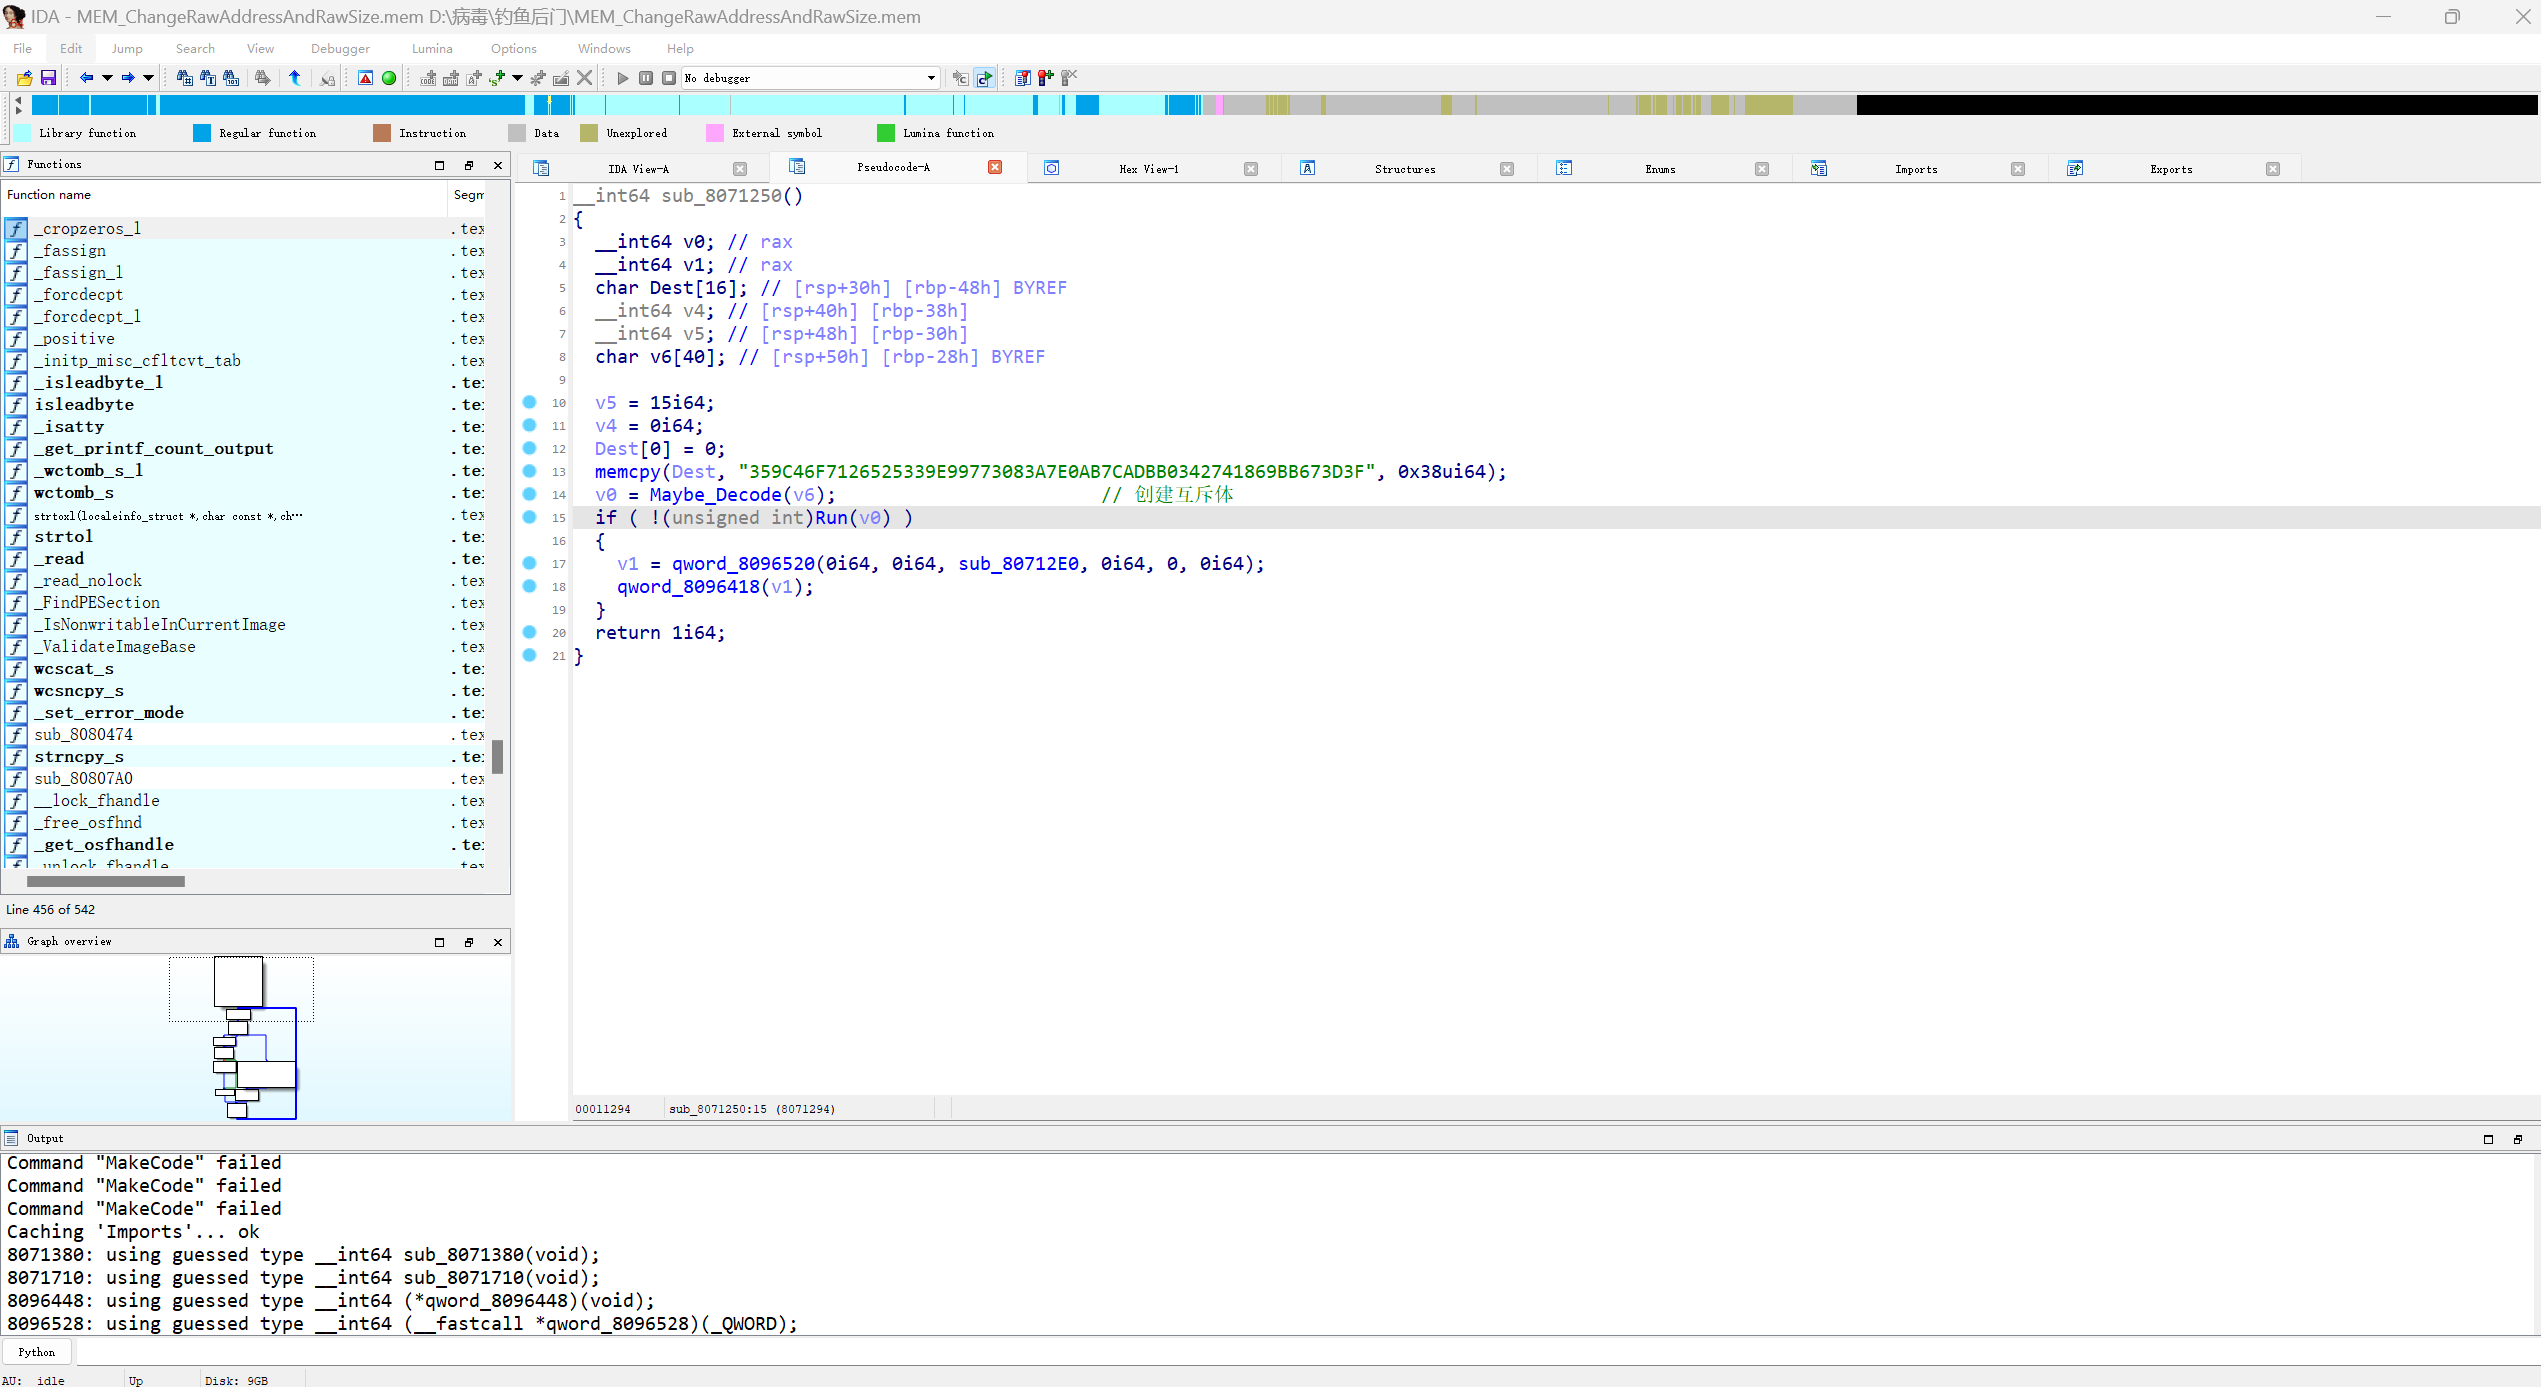 IDA - MEM_ChangeRawAddressAndRawSize.mem D:\病毒\钓鱼后门\MEM_ChangeRawAddressAndRawSize.mem
File Edit Jump Search View Debugger Lumina Options Windows Help
No debugger
Library function Regular function Instruction Data Unexplored External symbol Lumina function
Functions
Function name Segm
_cropzeros_l .tex
_fassign .tex
_fassign_l .tex
_forcdecpt .tex
_forcdecpt_l .tex
_positive .tex
_initp_misc_cfltcvt_tab .tex
_isleadbyte_l .te
isleadbyte .te
_isatty .te
_get_printf_count_output .te
_wctomb_s_l .te
wctomb_s .te
strtoxl(localeinfo_struct *,char const *,ch… .tex
strtol .te
_read .te
_read_nolock .tex
_FindPESection .tex
_IsNonwritableInCurrentImage .tex
_ValidateImageBase .tex
wcscat_s .te
wcsncpy_s .te
_set_error_mode .te
sub_8080474 .tex
strncpy_s .te
sub_80807A0 .tex
__lock_fhandle .tex
_free_osfhnd .tex
_get_osfhandle .te
_unlock_fhandle .tex
Line 456 of 542
Graph overview
IDA View-A Pseudocode-A Hex View-1 Structures Enums Imports Exports
1 __int64 sub_8071250()
2 {
3 __int64 v0; // rax
4 __int64 v1; // rax
5 char Dest[16]; // [rsp+30h] [rbp-48h] BYREF
6 __int64 v4; // [rsp+40h] [rbp-38h]
7 __int64 v5; // [rsp+48h] [rbp-30h]
8 char v6[40]; // [rsp+50h] [rbp-28h] BYREF
9
10 v5 = 15i64;
11 v4 = 0i64;
12 Dest[0] = 0;
13 memcpy(Dest, "359C46F7126525339E99773083A7E0AB7CADBB0342741869BB673D3F", 0x38ui64);
14 v0 = Maybe_Decode(v6); // 创建互斥体
15 if ( !(unsigned int)Run(v0) )
16 {
17 v1 = qword_8096520(0i64, 0i64, sub_80712E0, 0i64, 0, 0i64);
18 qword_8096418(v1);
19 }
20 return 1i64;
21 }
00011294 sub_8071250:15 (8071294)
Output
Command "MakeCode" failed
Command "MakeCode" failed
Command "MakeCode" failed
Caching 'Imports'... ok
8071380: using guessed type __int64 sub_8071380(void);
8071710: using guessed type __int64 sub_8071710(void);
8096448: using guessed type __int64 (*qword_8096448)(void);
8096528: using guessed type __int64 (__fastcall *qword_8096528)(_QWORD);
Python
AU: idle Up Disk: 9GB